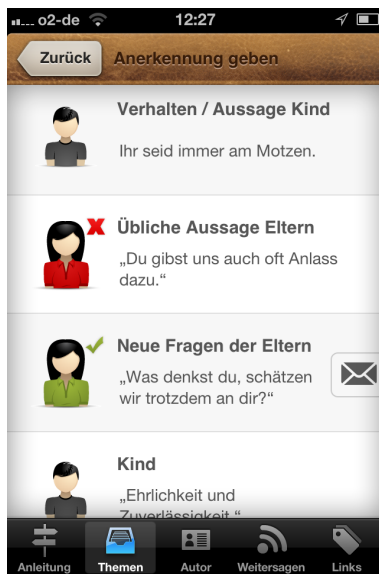 o2-de 12:27
Zurück Anerkennung geben
Verhalten / Aussage Kind
Ihr seid immer am Motzen.
Übliche Aussage Eltern
„Du gibst uns auch oft Anlass
dazu.“
Neue Fragen der Eltern
„Was denkst du, schätzen
wir trotzdem an dir?“
Kind
„Ehrlichkeit und
Zuverlässigkeit.“
Anleitung Themen Autor Weitersagen Links